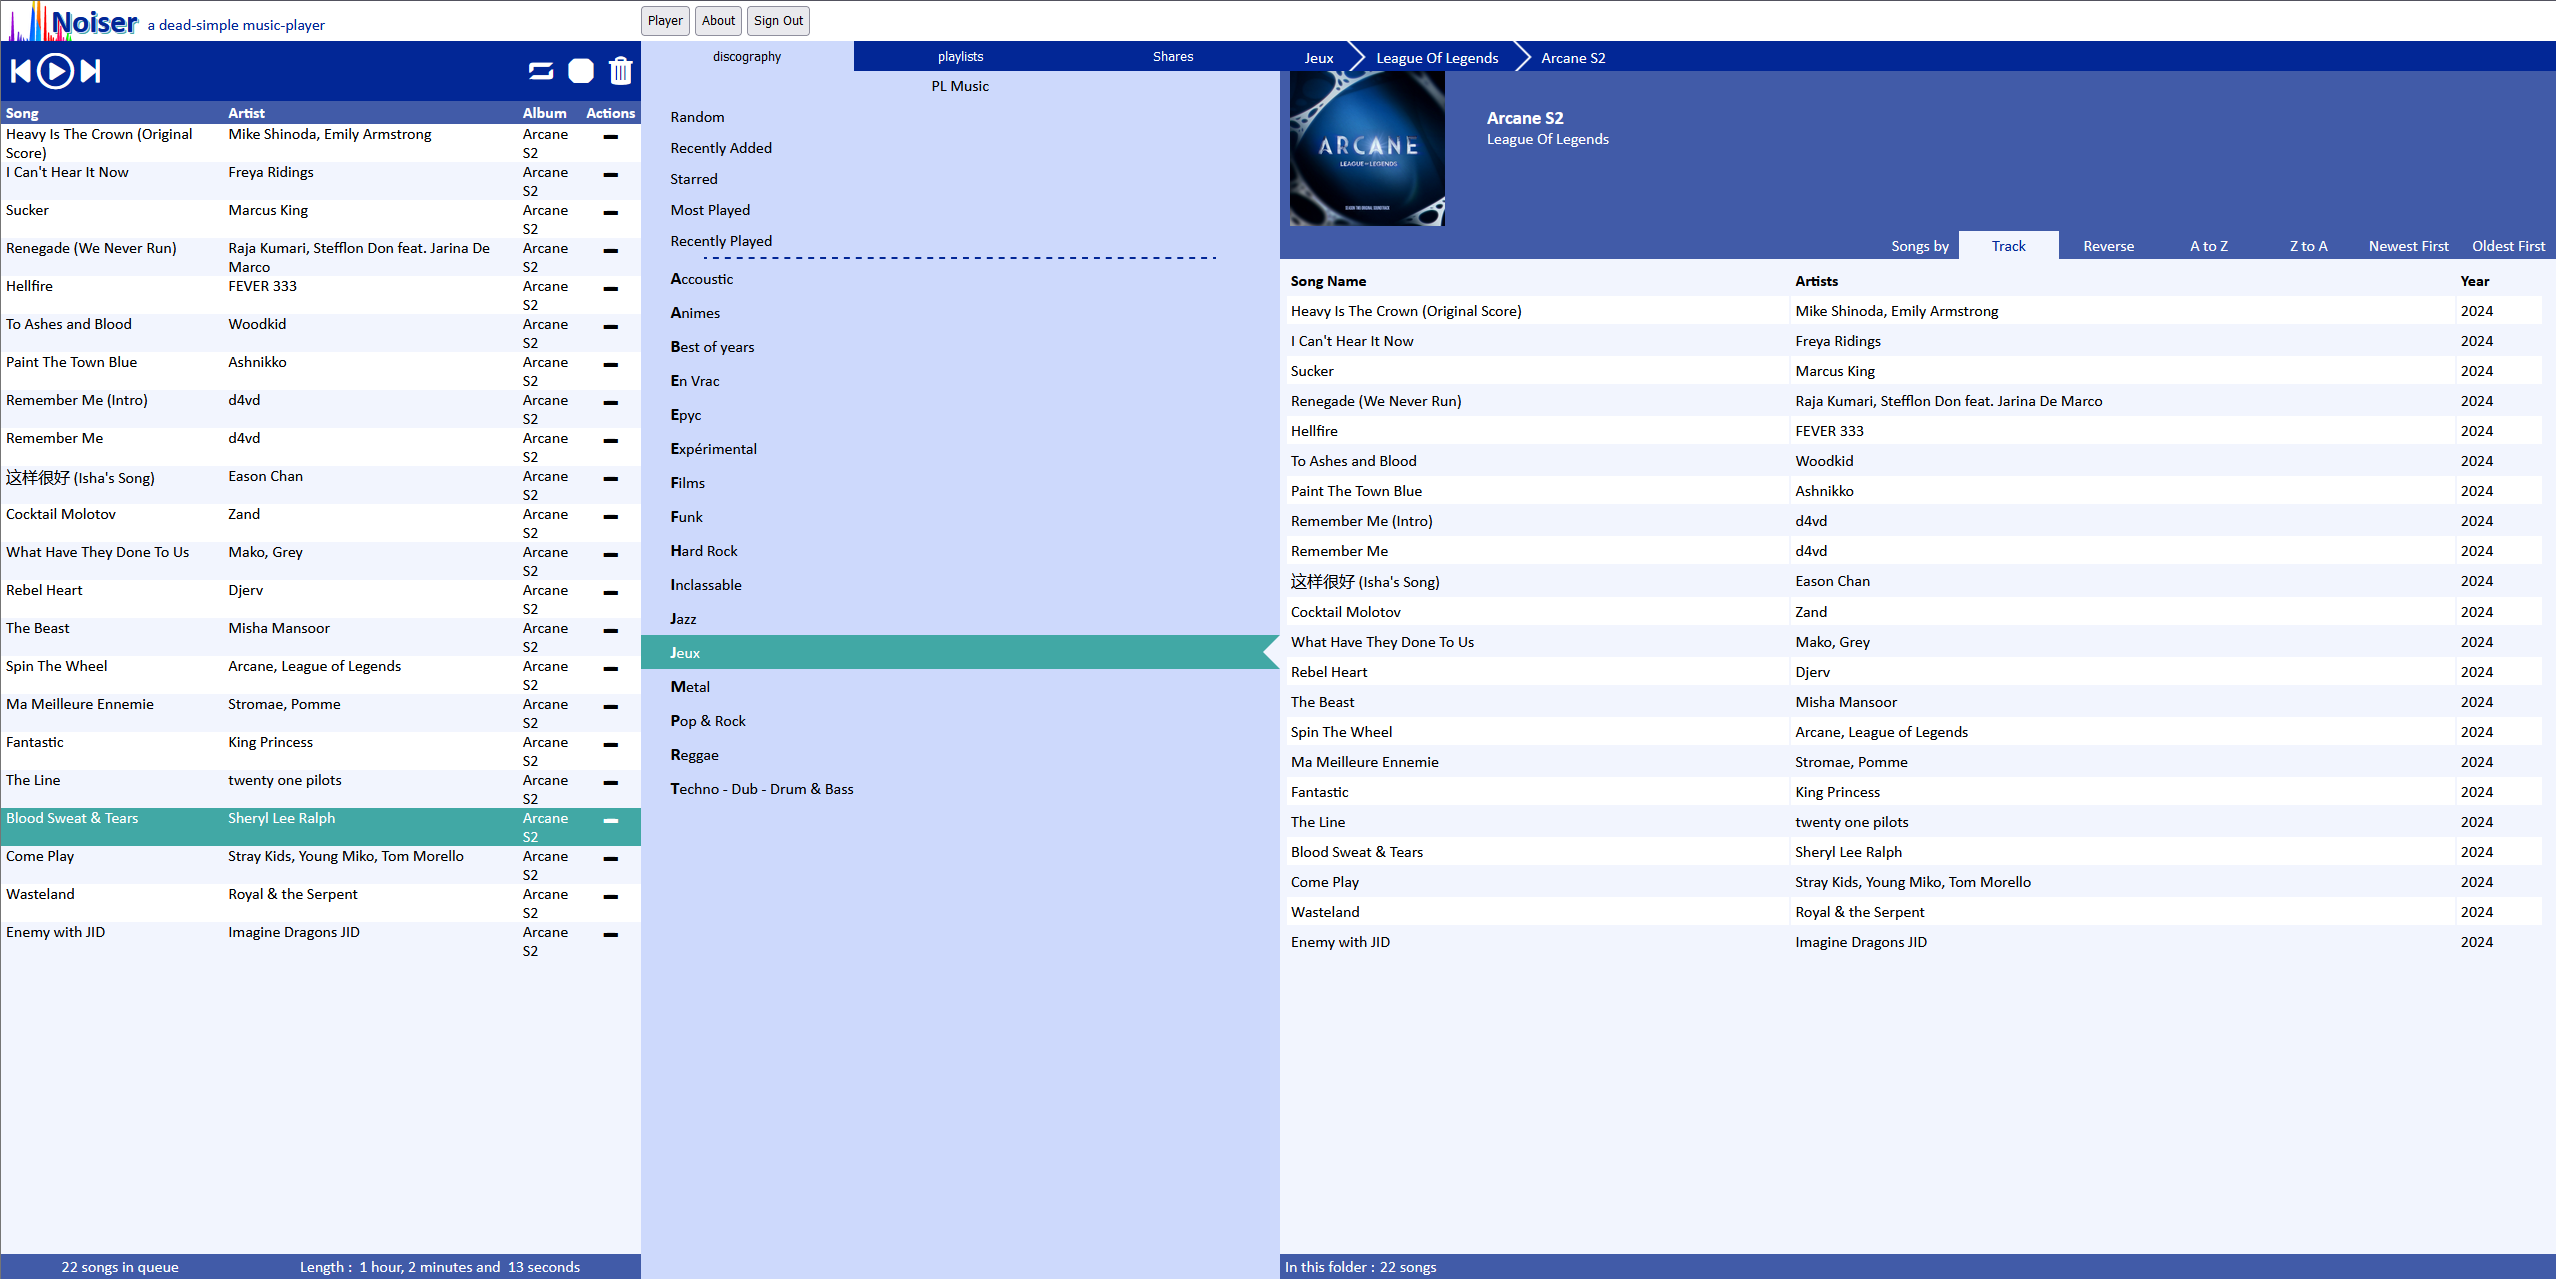 Noiser a dead-simple music-player
Player About Sign Out
Song Artist Album Actions
Heavy Is The Crown (Original Score) Mike Shinoda, Emily Armstrong Arcane S2
I Can't Hear It Now Freya Ridings Arcane S2
Sucker Marcus King Arcane S2
Renegade (We Never Run) Raja Kumari, Stefflon Don feat. Jarina De Marco Arcane S2
Hellfire FEVER 333 Arcane S2
To Ashes and Blood Woodkid Arcane S2
Paint The Town Blue Ashnikko Arcane S2
Remember Me (Intro) d4vd Arcane S2
Remember Me d4vd Arcane S2
这样很好 (Isha's Song) Eason Chan Arcane S2
Cocktail Molotov Zand Arcane S2
What Have They Done To Us Mako, Grey Arcane S2
Rebel Heart Djerv Arcane S2
The Beast Misha Mansoor Arcane S2
Spin The Wheel Arcane, League of Legends Arcane S2
Ma Meilleure Ennemie Stromae, Pomme Arcane S2
Fantastic King Princess Arcane S2
The Line twenty one pilots Arcane S2
Blood Sweat & Tears Sheryl Lee Ralph Arcane S2
Come Play Stray Kids, Young Miko, Tom Morello Arcane S2
Wasteland Royal & the Serpent Arcane S2
Enemy with JID Imagine Dragons JID Arcane S2
22 songs in queue Length : 1 hour, 2 minutes and 13 seconds
discography playlists Shares
PL Music
Random
Recently Added
Starred
Most Played
Recently Played
Accoustic
Animes
Best of years
En Vrac
Epyc
Expérimental
Films
Funk
Hard Rock
Inclassable
Jazz
Jeux
Metal
Pop & Rock
Reggae
Techno - Dub - Drum & Bass
Jeux League Of Legends Arcane S2
ARCANE
LEAGUE OF LEGENDS
Arcane S2
League Of Legends
Songs by Track Reverse A to Z Z to A Newest First Oldest First
Song Name Artists Year
Heavy Is The Crown (Original Score) Mike Shinoda, Emily Armstrong 2024
I Can't Hear It Now Freya Ridings 2024
Sucker Marcus King 2024
Renegade (We Never Run) Raja Kumari, Stefflon Don feat. Jarina De Marco 2024
Hellfire FEVER 333 2024
To Ashes and Blood Woodkid 2024
Paint The Town Blue Ashnikko 2024
Remember Me (Intro) d4vd 2024
Remember Me d4vd 2024
这样很好 (Isha's Song) Eason Chan 2024
Cocktail Molotov Zand 2024
What Have They Done To Us Mako, Grey 2024
Rebel Heart Djerv 2024
The Beast Misha Mansoor 2024
Spin The Wheel Arcane, League of Legends 2024
Ma Meilleure Ennemie Stromae, Pomme 2024
Fantastic King Princess 2024
The Line twenty one pilots 2024
Blood Sweat & Tears Sheryl Lee Ralph 2024
Come Play Stray Kids, Young Miko, Tom Morello 2024
Wasteland Royal & the Serpent 2024
Enemy with JID Imagine Dragons JID 2024
In this folder : 22 songs